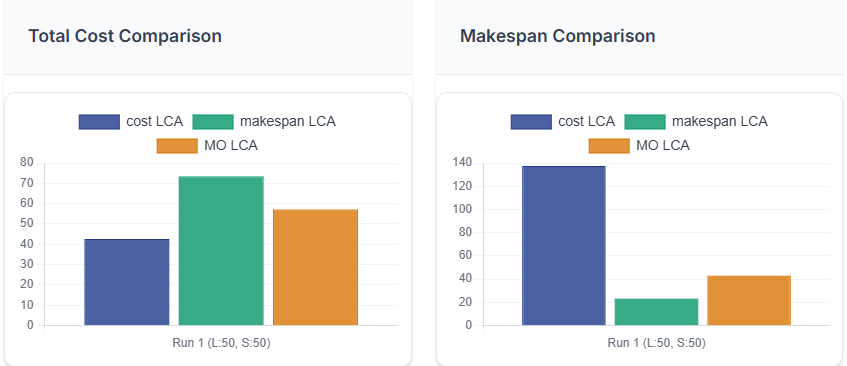 Total Cost Comparison
cost LCA
makespan LCA
MO LCA
80
70
60
50
40
30
20
10
0
Run 1 (L:50, S:50)
Makespan Comparison
cost LCA
makespan LCA
MO LCA
140
120
100
80
60
40
20
0
Run 1 (L:50, S:50)